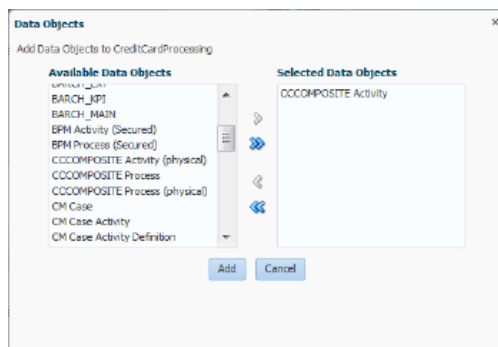 Data Objects
Add Data Objects to CreditCardProcessing
Available Data Objects
BARCH_KPI
BARCH_MAIN
BPM Activity (Secured)
BPM Process (Secured)
CCCOMPOSITE Activity (physical)
CCCOMPOSITE Process
CCCOMPOSITE Process (physical)
CM Case
CM Case Activity
CM Case Activity Definition
Selected Data Objects
CCCOMPOSITE Activity
Add
Cancel